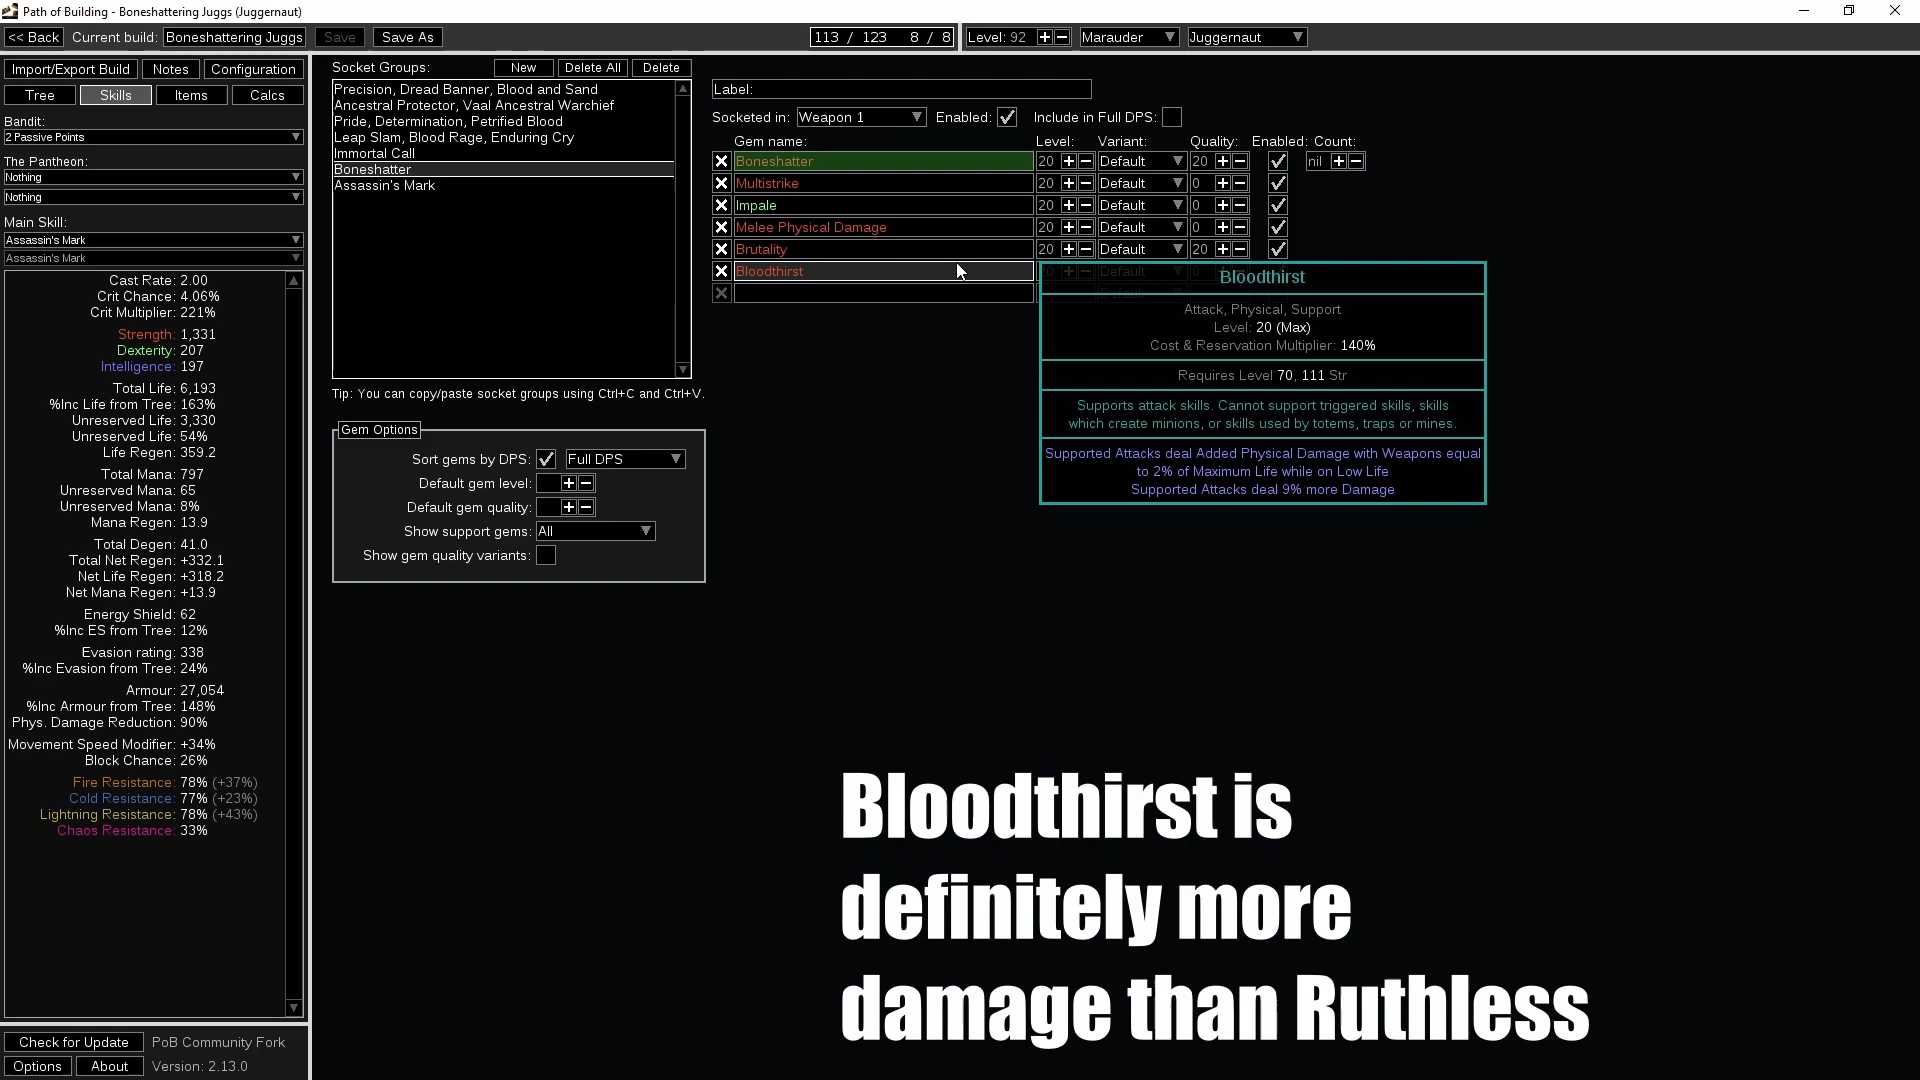 Path of Building - Boneshattering Juggs (Juggernaut)
<< Back Current build: Boneshattering Juggs Save Save As 113 / 123 8 / 8 Level: 92 Marauder Juggernaut
Import/Export Build Notes Configuration
Tree Skills Items Calcs
Bandit:
2 Passive Points
The Pantheon:
Nothing
Nothing
Main Skill:
Assassin's Mark
Assassin's Mark
Cast Rate: 2.00
Crit Chance: 4.06%
Crit Multiplier: 221%
Strength: 1,331
Dexterity: 207
Intelligence: 197
Total Life: 6,193
%Inc Life from Tree: 163%
Unreserved Life: 3,330
Unreserved Life: 54%
Life Regen: 359.2
Total Mana: 797
Unreserved Mana: 65
Unreserved Mana: 8%
Mana Regen: 13.9
Total Degen: 41.0
Total Net Regen: +332.1
Net Life Regen: +318.2
Net Mana Regen: +13.9
Energy Shield: 62
%Inc ES from Tree: 12%
Evasion rating: 338
%Inc Evasion from Tree: 24%
Armour: 27,054
%Inc Armour from Tree: 148%
Phys. Damage Reduction: 90%
Movement Speed Modifier: +34%
Block Chance: 26%
Fire Resistance: 78% (+37%)
Cold Resistance: 77% (+23%)
Lightning Resistance: 78% (+43%)
Chaos Resistance: 33%
Check for Update PoB Community Fork
Options About Version: 2.13.0
Socket Groups: New Delete All Delete
Precision, Dread Banner, Blood and Sand
Ancestral Protector, Vaal Ancestral Warchief
Pride, Determination, Petrified Blood
Leap Slam, Blood Rage, Enduring Cry
Immortal Call
Boneshatter
Assassin's Mark
Tip: You can copy/paste socket groups using Ctrl+C and Ctrl+V.
Gem Options
Sort gems by DPS: Full DPS
Default gem level:
Default gem quality:
Show support gems: All
Show gem quality variants:
Label:
Socketed in: Weapon 1 Enabled: Include in Full DPS:
Gem name: Level: Variant: Quality: Enabled: Count:
Boneshatter 20 Default 20 nil
Multistrike 20 Default 0
Impale 20 Default 0
Melee Physical Damage 20 Default 0
Brutality 20 Default 20
Bloodthirst 20 Default 0
Default
Bloodthirst
Attack, Physical, Support
Level: 20 (Max)
Cost & Reservation Multiplier: 140%
Requires Level 70, 111 Str
Supports attack skills. Cannot support triggered skills, skills
which create minions, or skills used by totems, traps or mines.
Supported Attacks deal Added Physical Damage with Weapons equal
to 2% of Maximum Life while on Low Life
Supported Attacks deal 9% more Damage
Bloodthirst is
definitely more
damage than Ruthless